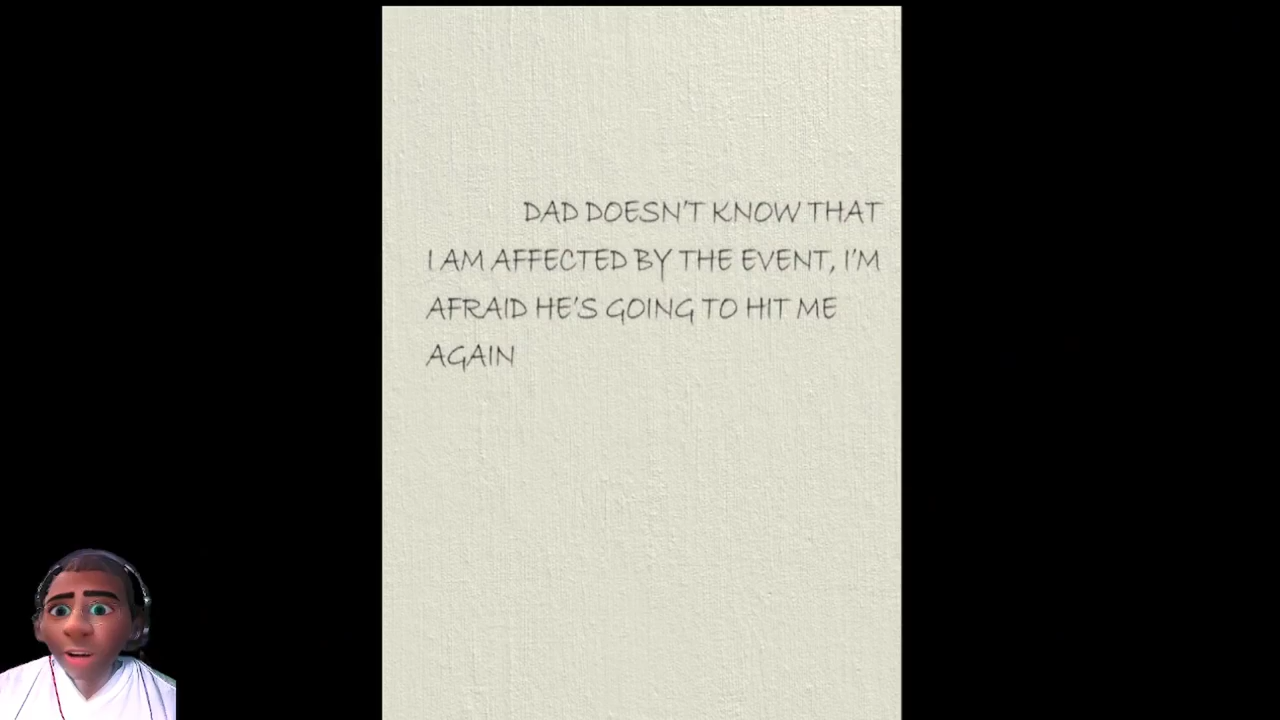 DAD DOESN'T KNOW THAT
I AM AFFECTED BY THE EVENT, I'M
AFRAID HE'S GOING TO HIT ME
AGAIN